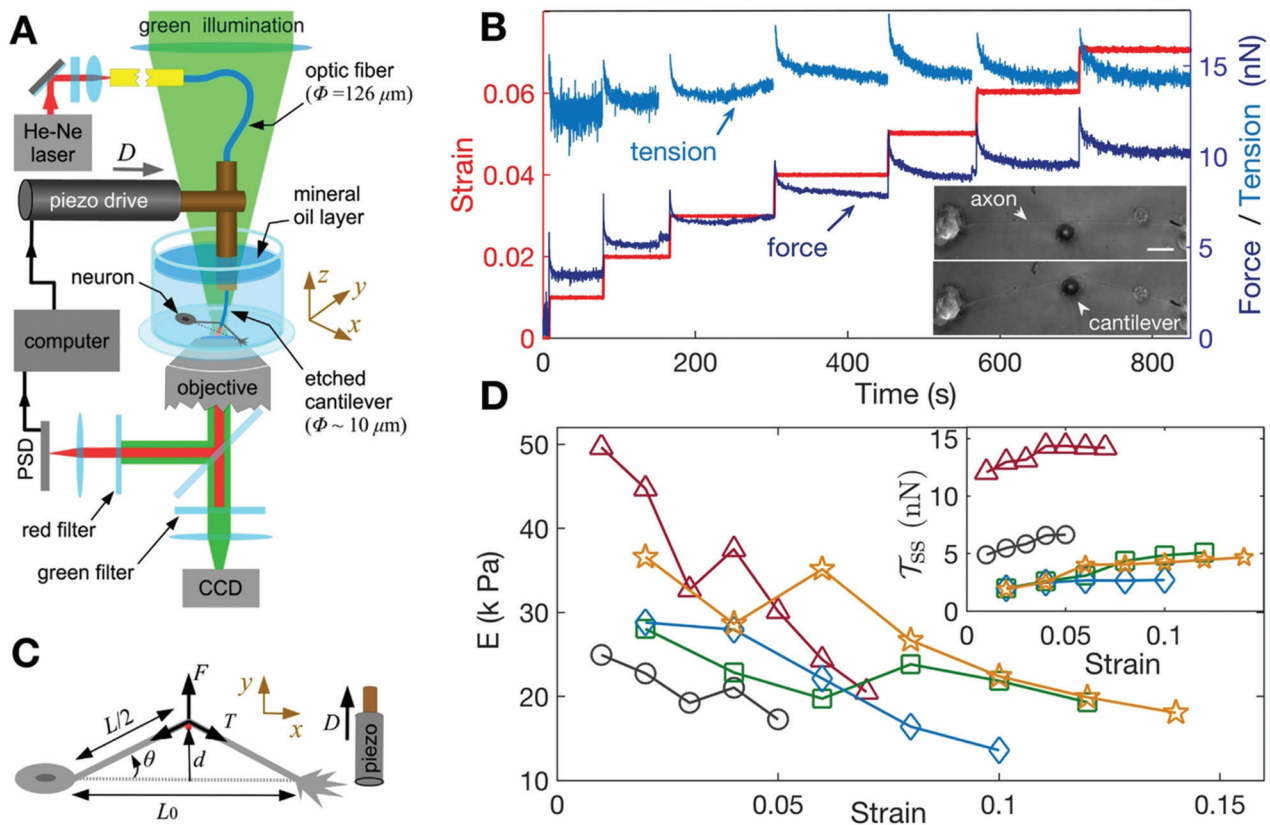 A
green illumination
optic fiber
(Φ =126 μm)
He-Ne
laser
D
piezo drive
mineral
oil layer
neuron
z
y
x
computer
objective
etched
cantilever
(Φ ~ 10 μm)
PSD
red filter
green filter
CCD
B
Strain
0.06
0.04
0.02
0
tension
force
axon
cantilever
15
10
5
0
Force / Tension (nN)
0
200
400
600
800
Time (s)
C
F
y
x
L/2
T
θ
d
D
piezo
L0
D
E (k Pa)
50
40
30
20
10
0
0.05
0.1
0.15
Strain
𝒯SS (nN)
15
10
5
0
0
0.05
0.1
Strain